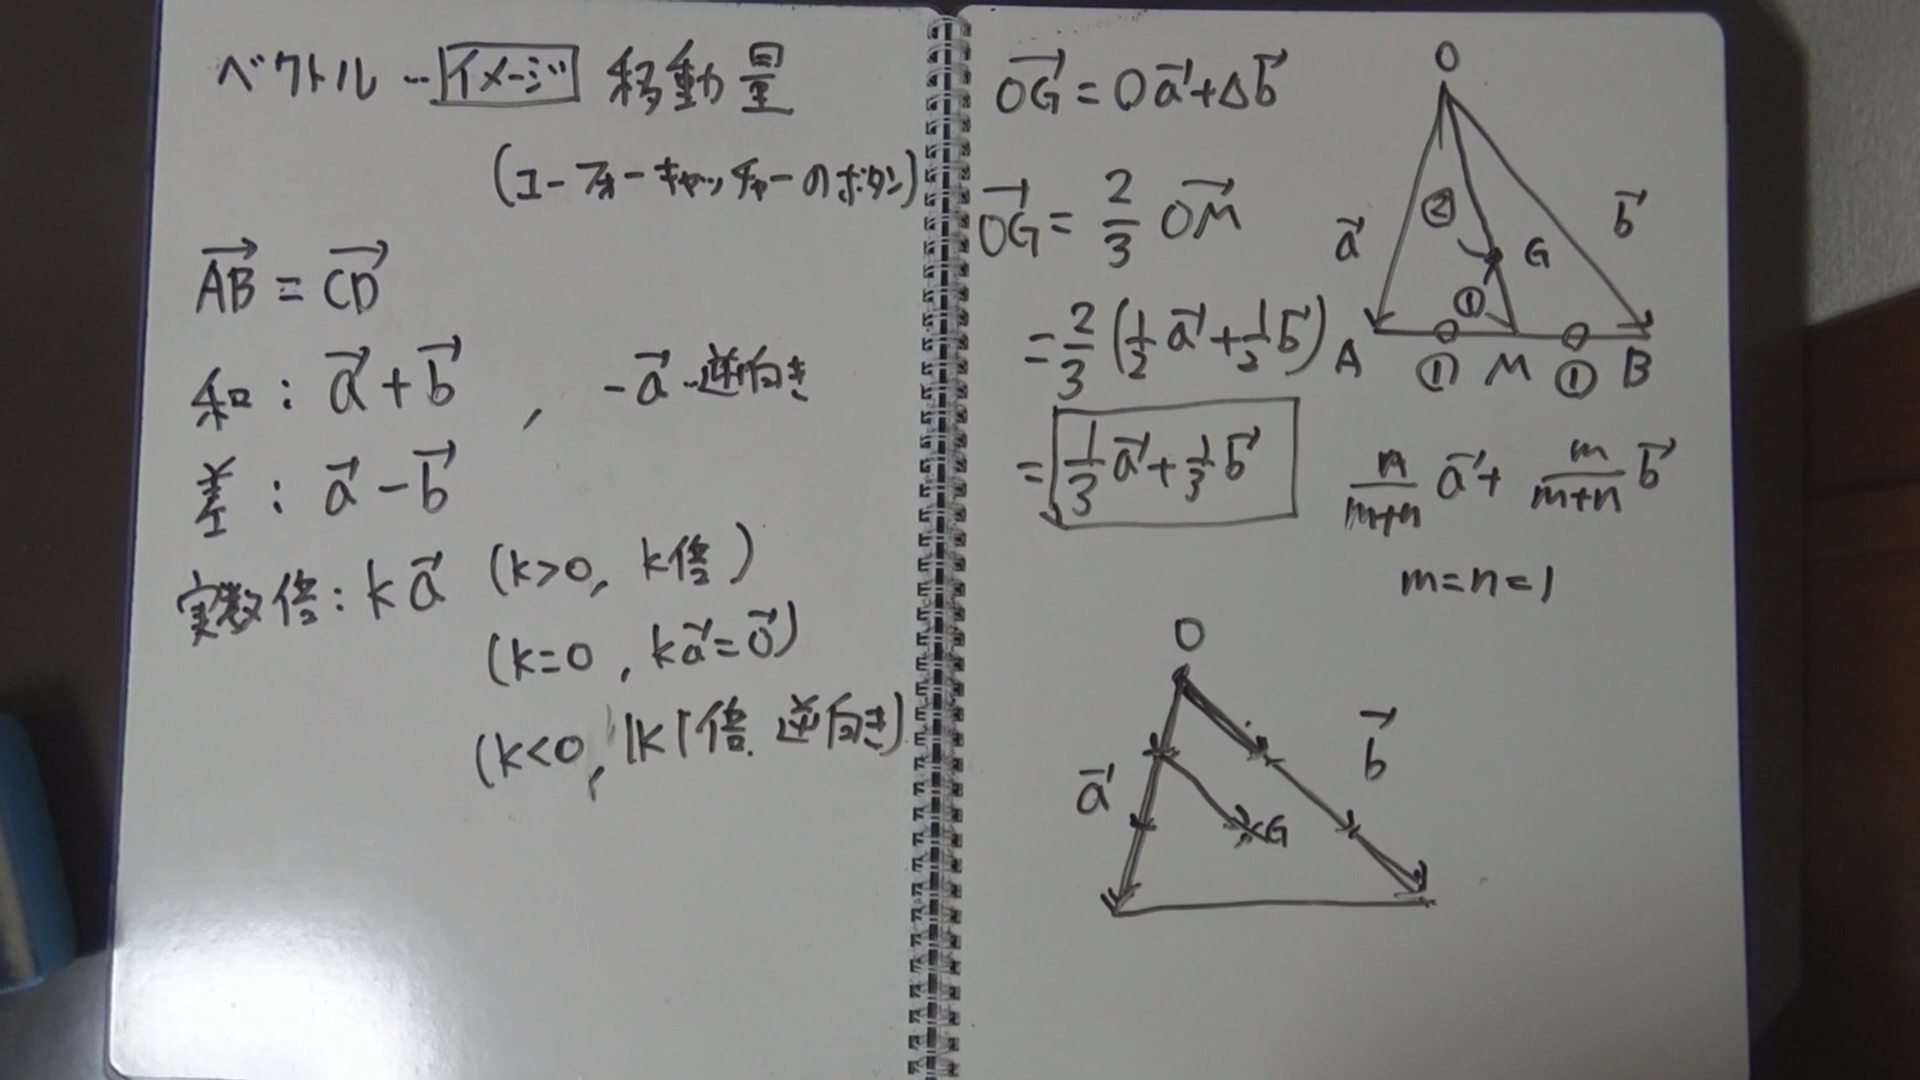 ベクトル … イメージ 移動量
(ユーフォーキャッチャーのボタン)
AB→ = CD→
和 : a→ + b→ , -a→ …逆向き
差 : a→ - b→
実数倍 : k a→ (k>0, k倍)
(k=0, k a→ = 0→)
(k<0, |k|倍. 逆向き)
OG→ = ○a→ + △b→
OG→ = 2/3 OM→
= 2/3 (1/2 a→ + 1/2 b→)
= 1/3 a→ + 1/3 b→
O
a→
b→
②
G
①
A ① M ① B
n/(m+n) a→ + m/(m+n) b→
m=n=1
O
a→
b→
G